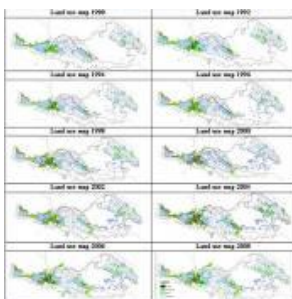 Land use map 1990
Land use map 1992
Land use map 1994
Land use map 1996
Land use map 1998
Land use map 2000
Land use map 2002
Land use map 2004
Land use map 2006
Land use map 2008